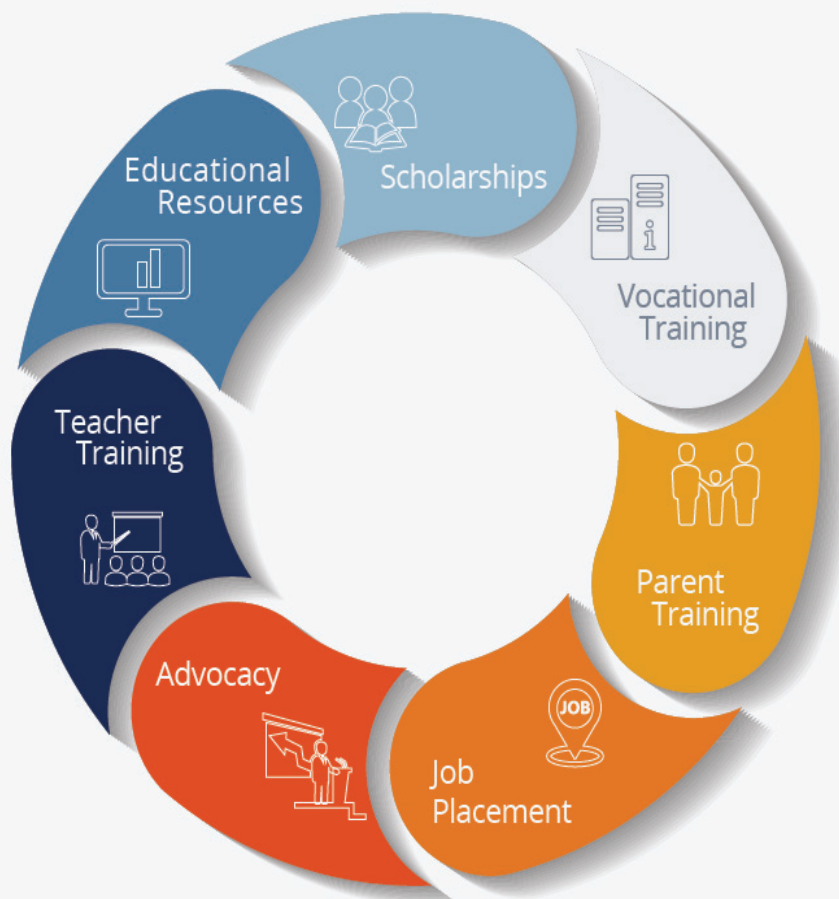 Scholarships
Vocational
Training
Parent
Training
Job
Placement
JOB
Advocacy
Teacher
Training
Educational
Resources
i